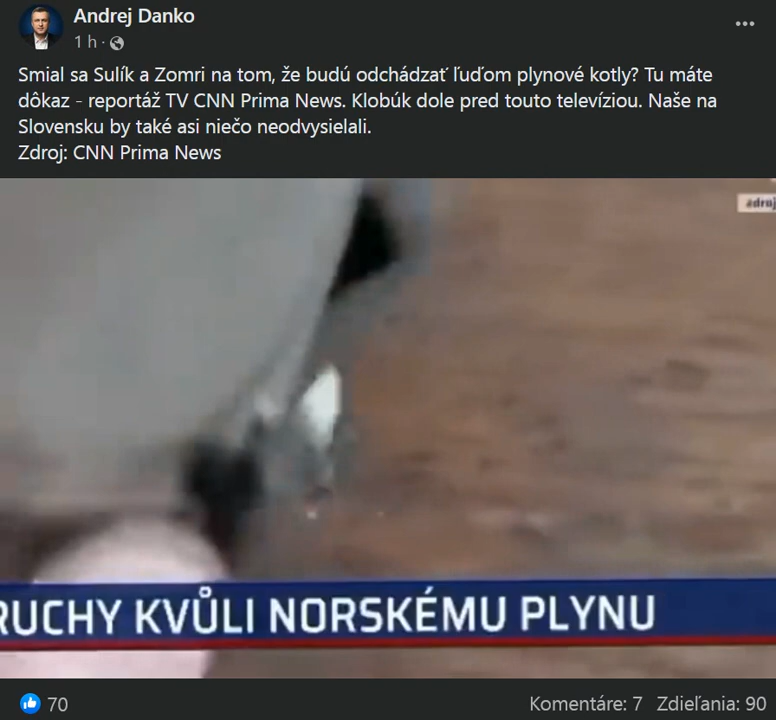 Andrej Danko
1 h ·
Smial sa Sulík a Zomri na tom, že budú odchádzať ľuďom plynové kotly? Tu máte
dôkaz - reportáž TV CNN Prima News. Klobúk dole pred touto televíziou. Naše na
Slovensku by také asi niečo neodvysielali.
Zdroj: CNN Prima News
zdroj
RUCHY KVŮLI NORSKÉMU PLYNU
70
Komentáre: 7 Zdieľania: 90